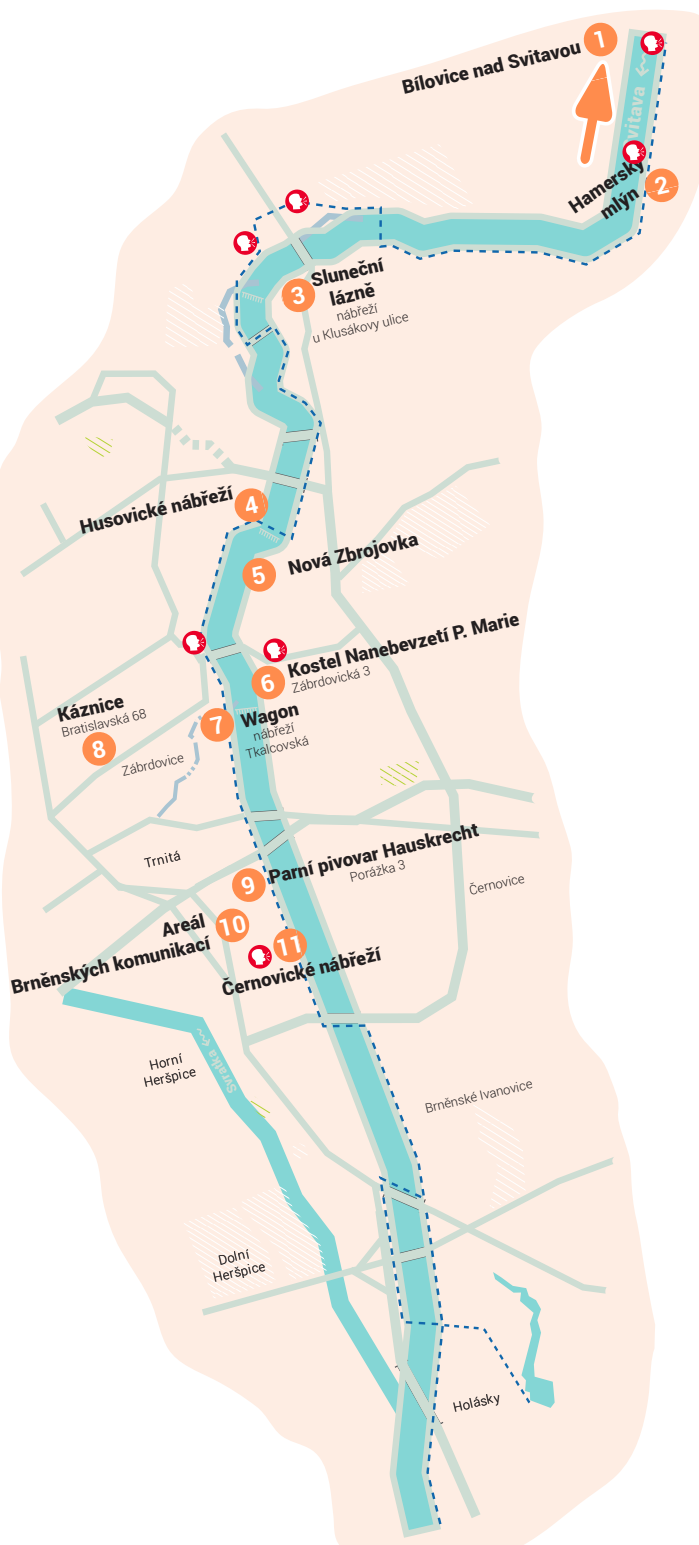 1
Bílovice nad Svitavou
Svitava
Hamerský
mlýn
2
3
Sluneční
lázně
nábřeží
u Klusákovy ulice
Husovické nábřeží
4
5
Nová Zbrojovka
Kostel Nanebevzetí P. Marie
Zábrdovická 3
6
Káznice
Bratislavská 68
8
7
Wagon
nábřeží
Tkalcovská
Zábrdovice
Trnitá
Parní pivovar Hauskrecht
Porážka 3
9
Černovice
Areál
Brněnských komunikací
10
11
Černovické nábřeží
Horní
Heršpice
Svratka
Brněnské Ivanovice
Dolní
Heršpice
Holásky